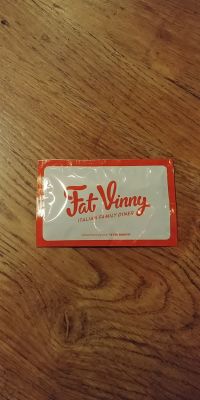 Fat Vinny
ITALIAN FAMILY DINER